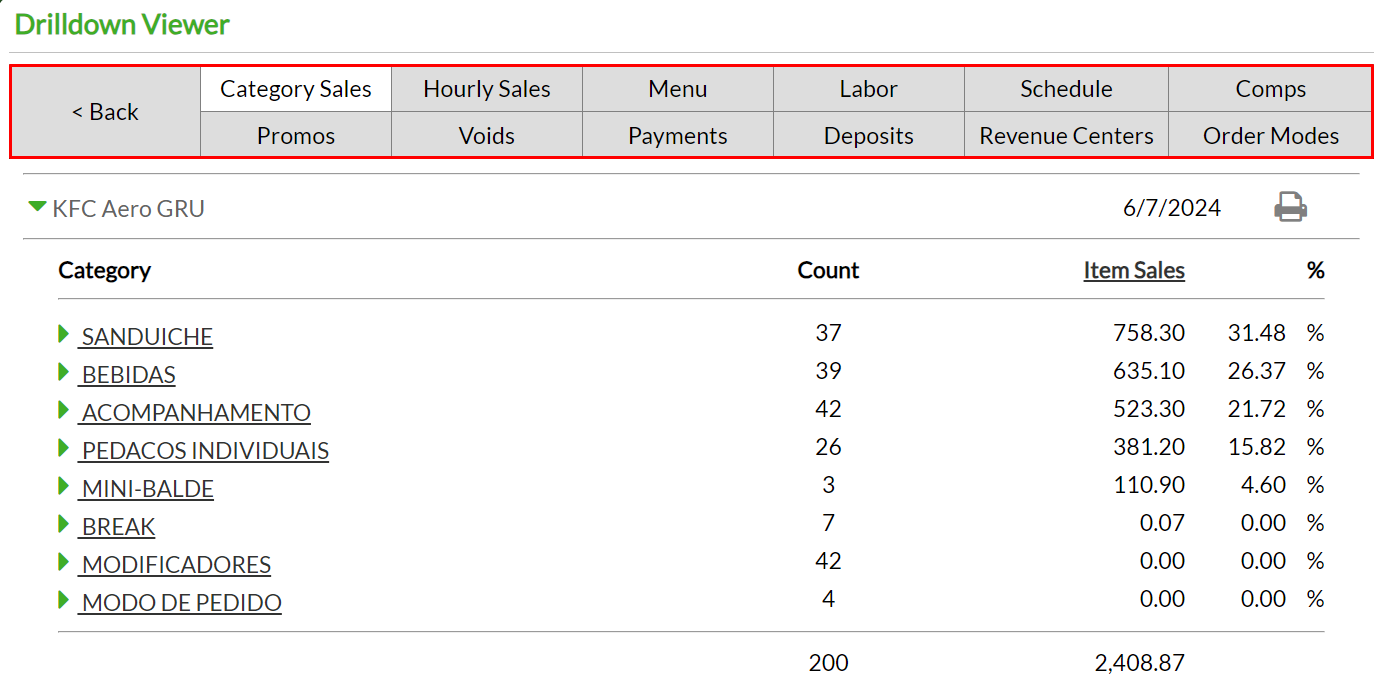 Drilldown Viewer
< Back
Category Sales Hourly Sales Menu Labor Schedule Comps
Promos Voids Payments Deposits Revenue Centers Order Modes
KFC Aero GRU 6/7/2024
Category Count Item Sales %
SANDUICHE 37 758.30 31.48 %
BEBIDAS 39 635.10 26.37 %
ACOMPANHAMENTO 42 523.30 21.72 %
PEDACOS INDIVIDUAIS 26 381.20 15.82 %
MINI-BALDE 3 110.90 4.60 %
BREAK 7 0.07 0.00 %
MODIFICADORES 42 0.00 0.00 %
MODO DE PEDIDO 4 0.00 0.00 %
200 2,408.87